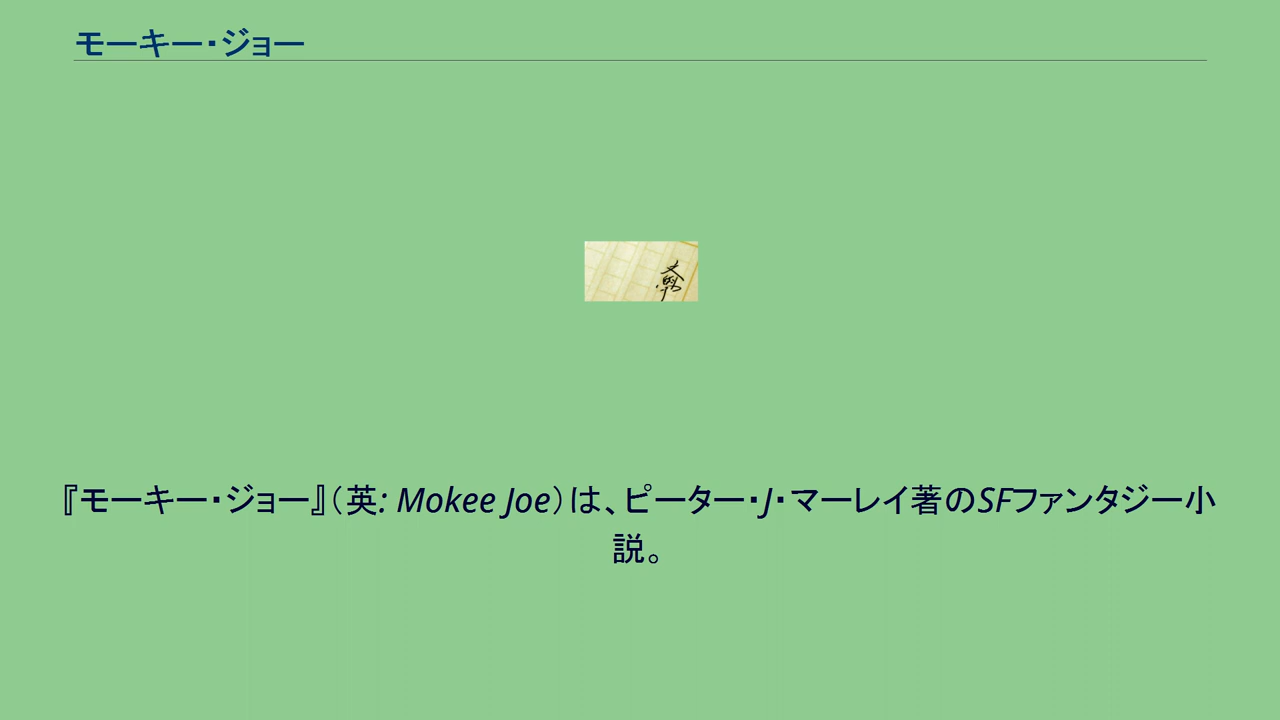 モーキー・ジョー
『モーキー・ジョー』（英: Mokee Joe）は、ピーター・J・マーレイ著のSFファンタジー小
説。